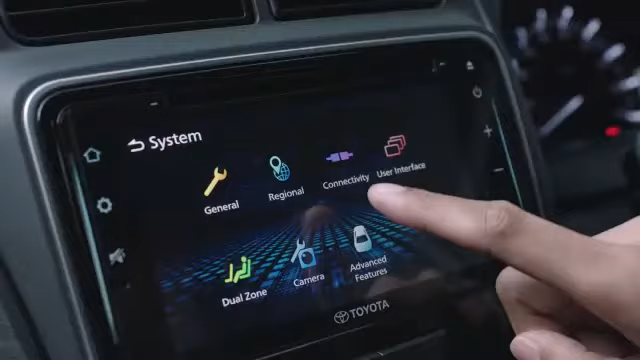 System
General
Regional
Connectivity
User Interface
Dual Zone
Camera
Advanced
Features
TOYOTA